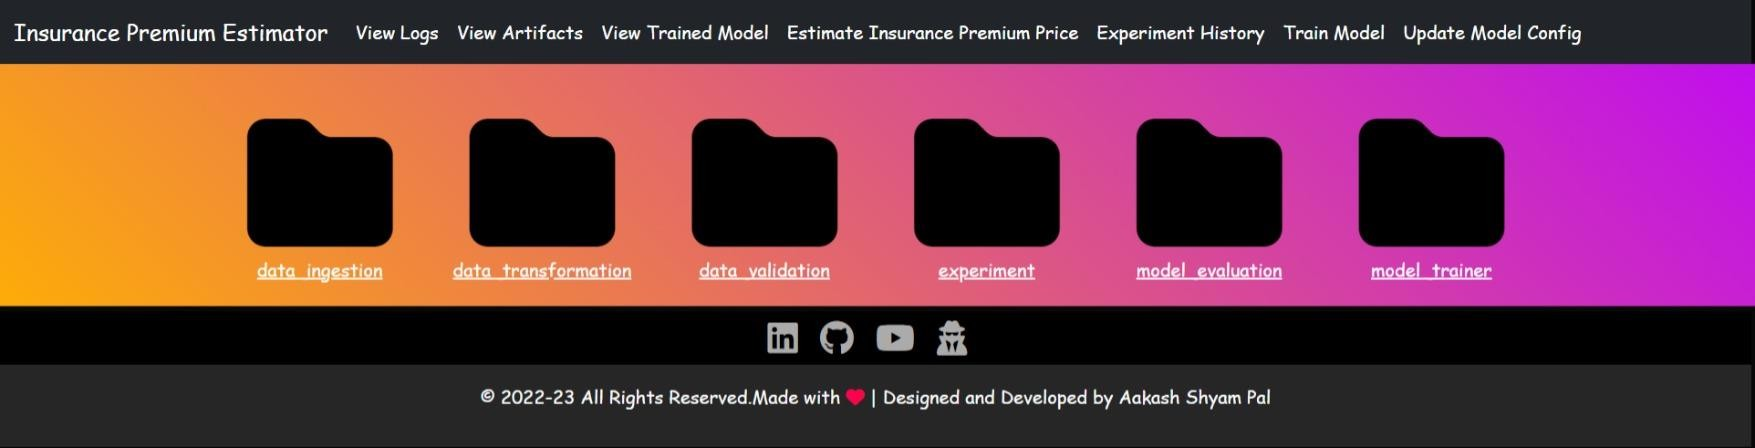 Insurance Premium Estimator View Logs View Artifacts View Trained Model Estimate Insurance Premium Price Experiment History Train Model Update Model Config
data_ingestion data_transformation data_validation experiment model_evaluation model_trainer
in
© 2022-23 All Rights Reserved.Made with ❤ | Designed and Developed by Aakash Shyam Pal